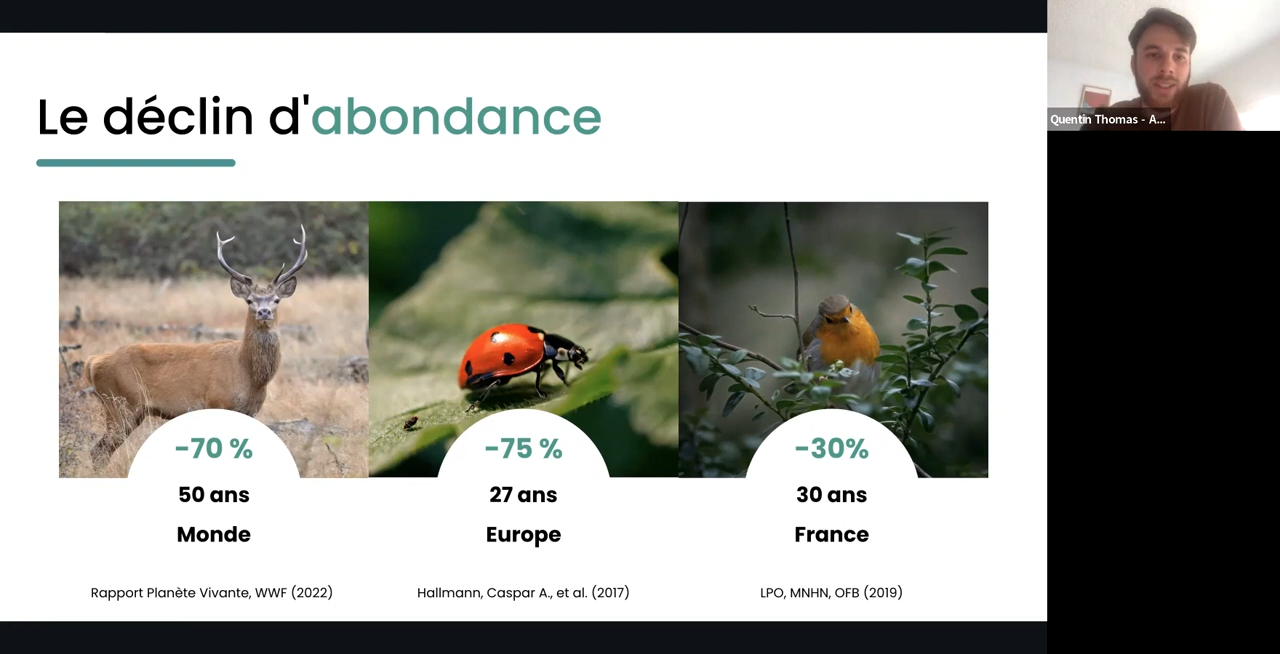 Le déclin d'abondance
-70 %
50 ans
Monde
Rapport Planète Vivante, WWF (2022)
-75 %
27 ans
Europe
Hallmann, Caspar A., et al. (2017)
-30%
30 ans
France
LPO, MNHN, OFB (2019)
Quentin Thomas - A...